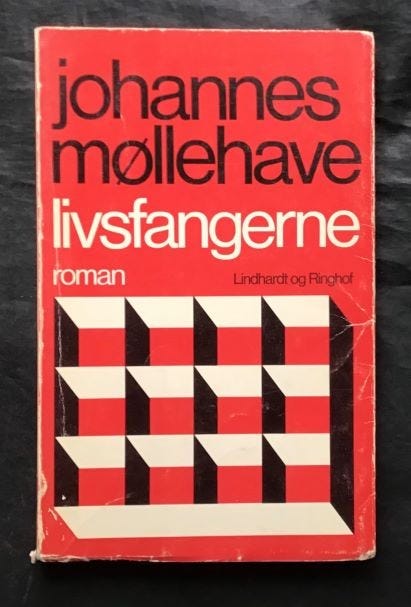 johannes
møllehave
livsfangerne
roman
Lindhardt og Ringhof